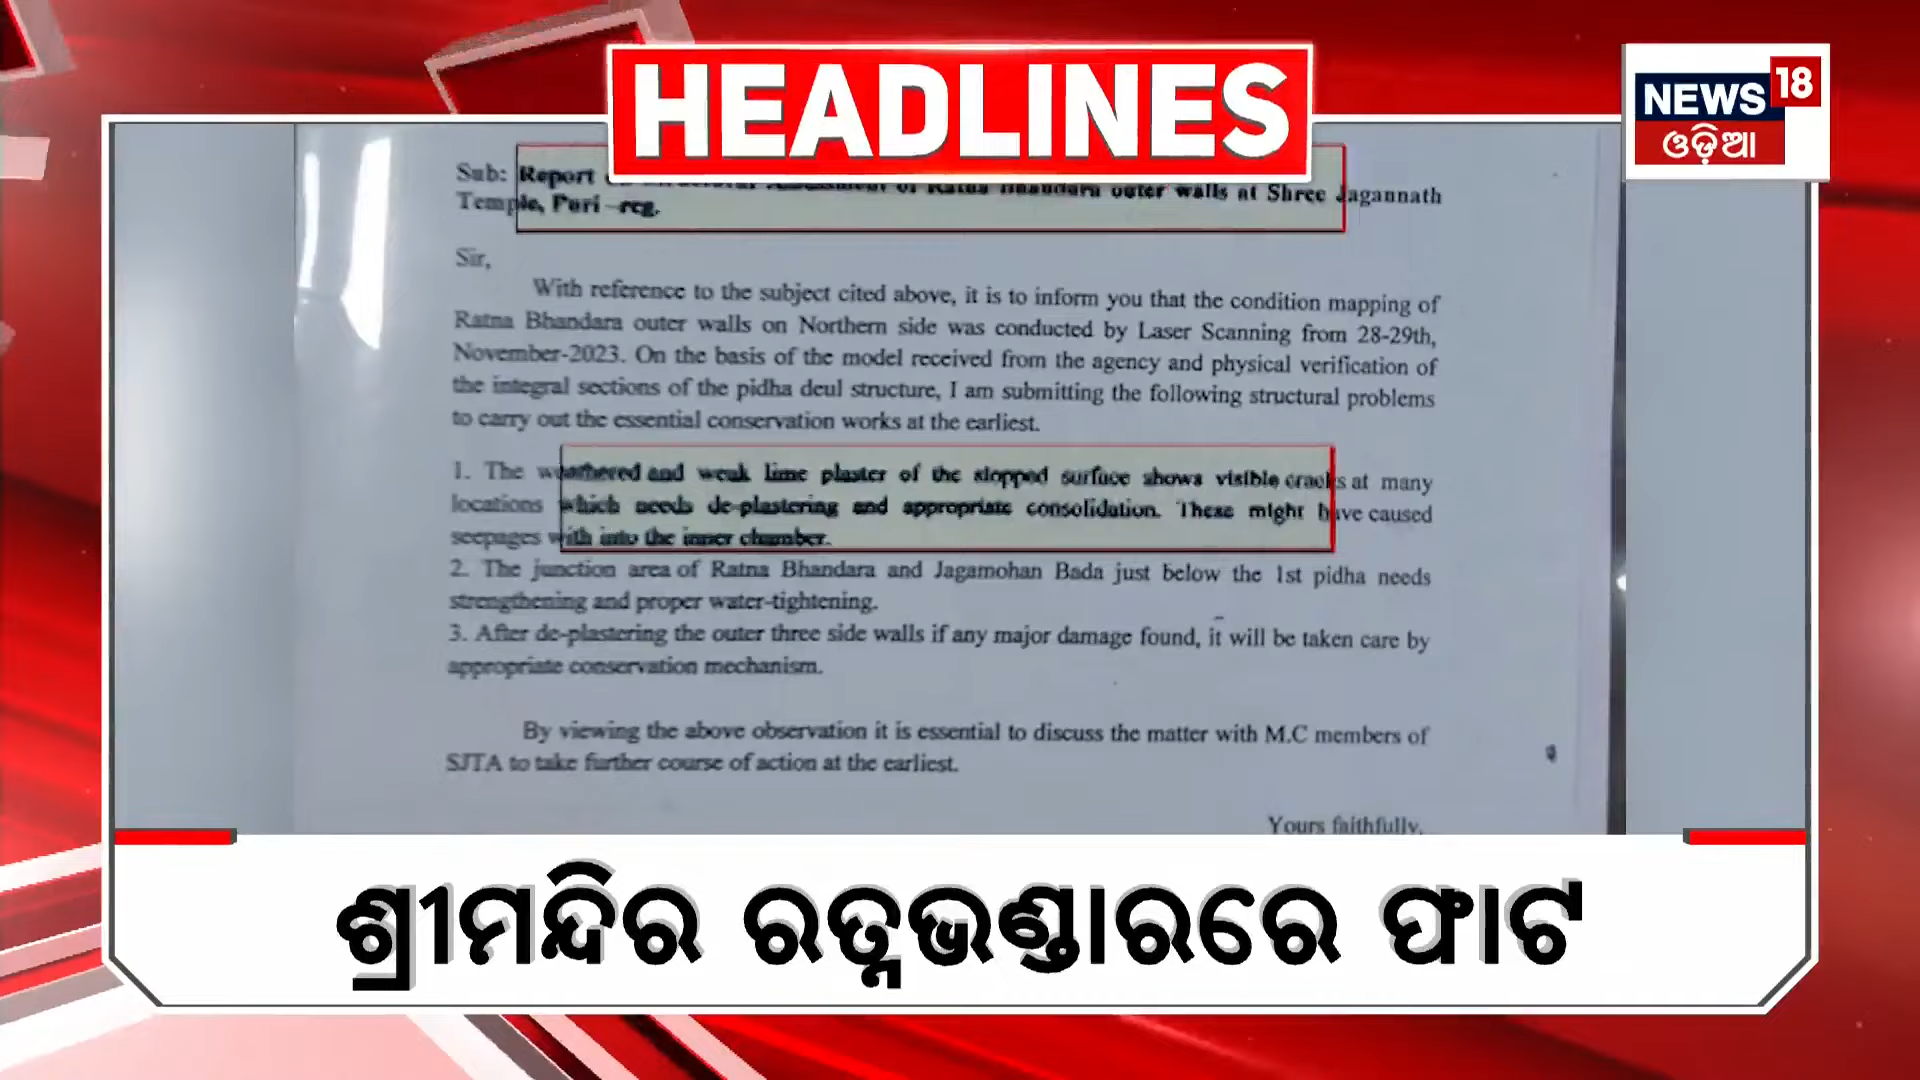 HEADLINES
NEWS 18
ଓଡ଼ିଆ
Sub: Report of Ratna Bhandara outer walls at Shree Jagannath
Temple, Puri –reg.
Sir,
With reference to the subject cited above, it is to inform you that the condition mapping of
Ratna Bhandara outer walls on Northern side was conducted by Laser Scanning from 28-29th,
November-2023. On the basis of the model received from the agency and physical verification of
the integral sections of the pidha deul structure, I am submitting the following structural problems
to carry out the essential conservation works at the earliest.
1. The weathered and weak lime plaster of the slopped surface shows visible cracks at many
locations which needs de-plastering and appropriate consolidation. These might have caused
seepages with into the inner chamber.
2. The junction area of Ratna Bhandara and Jagamohan Bada just below the 1st pidha needs
strengthening and proper water-tightening.
3. After de-plastering the outer three side walls if any major damage found, it will be taken care by
appropriate conservation mechanism.
By viewing the above observation it is essential to discuss the matter with M.C members of
SJTA to take further course of action at the earliest.
Yours faithfully,
ଶ୍ରୀମନ୍ଦିର ରତ୍ନଭଣ୍ଡାରରେ ଫାଟ